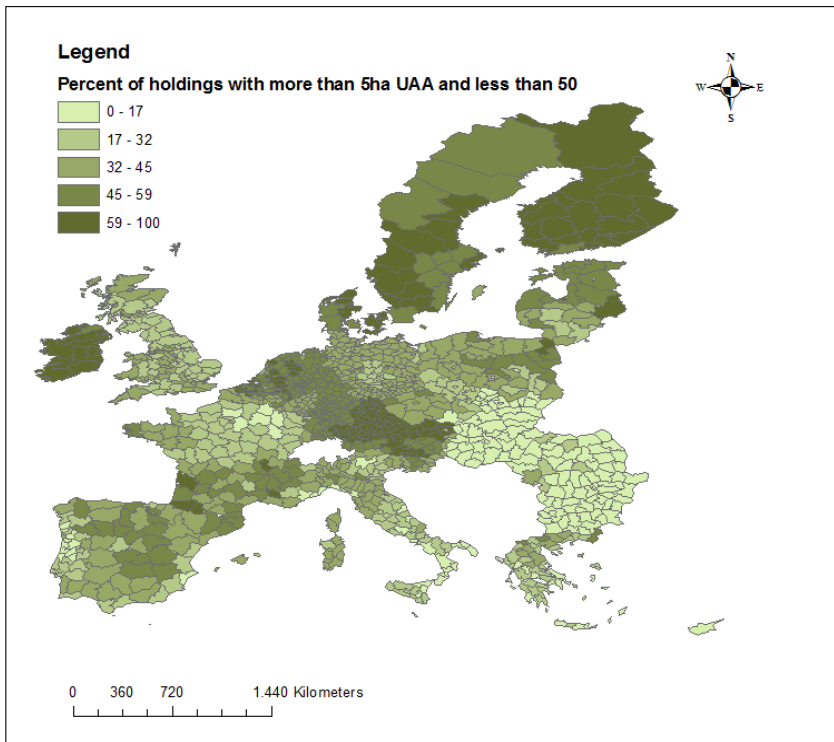 Legend
N
Percent of holdings with more than 5ha UAA and less than 50
W E
0 - 17
S
17 - 32
32 - 45
45 - 59
59 - 100
0 360 720 1.440 Kilometers